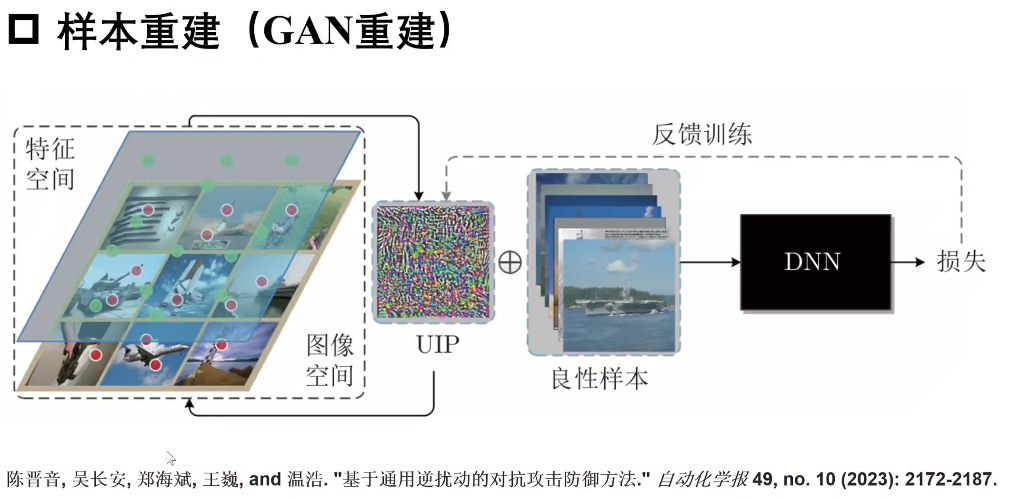 样本重建（GAN重建）
特征
空间
反馈训练
DNN
损失
UIP
图像
空间
良性样本
陈晋音, 吴长安, 郑海斌, 王巍, and 温浩. "基于通用逆扰动的对抗攻击防御方法." 自动化学报 49, no. 10 (2023): 2172-2187.